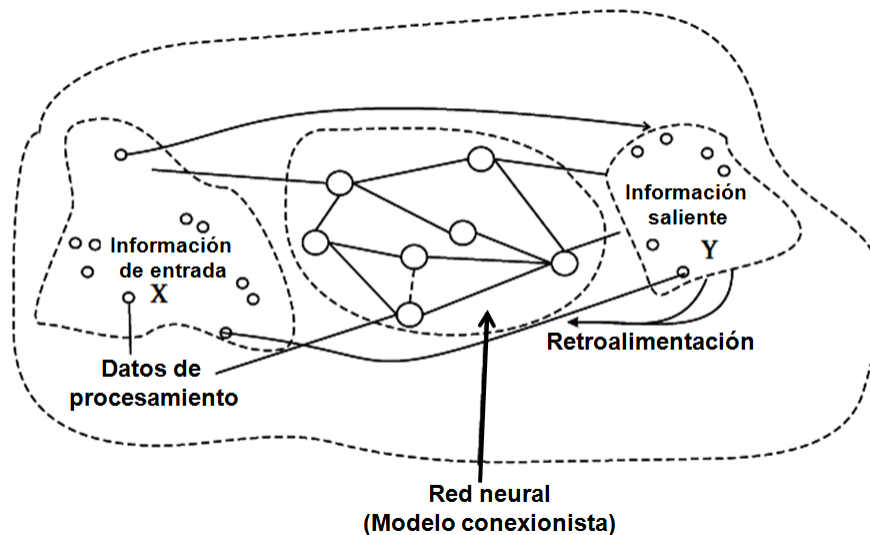 Información
de entrada
X
Información
saliente
Y
Retroalimentación
Datos de
procesamiento
Red neural
(Modelo conexionista)